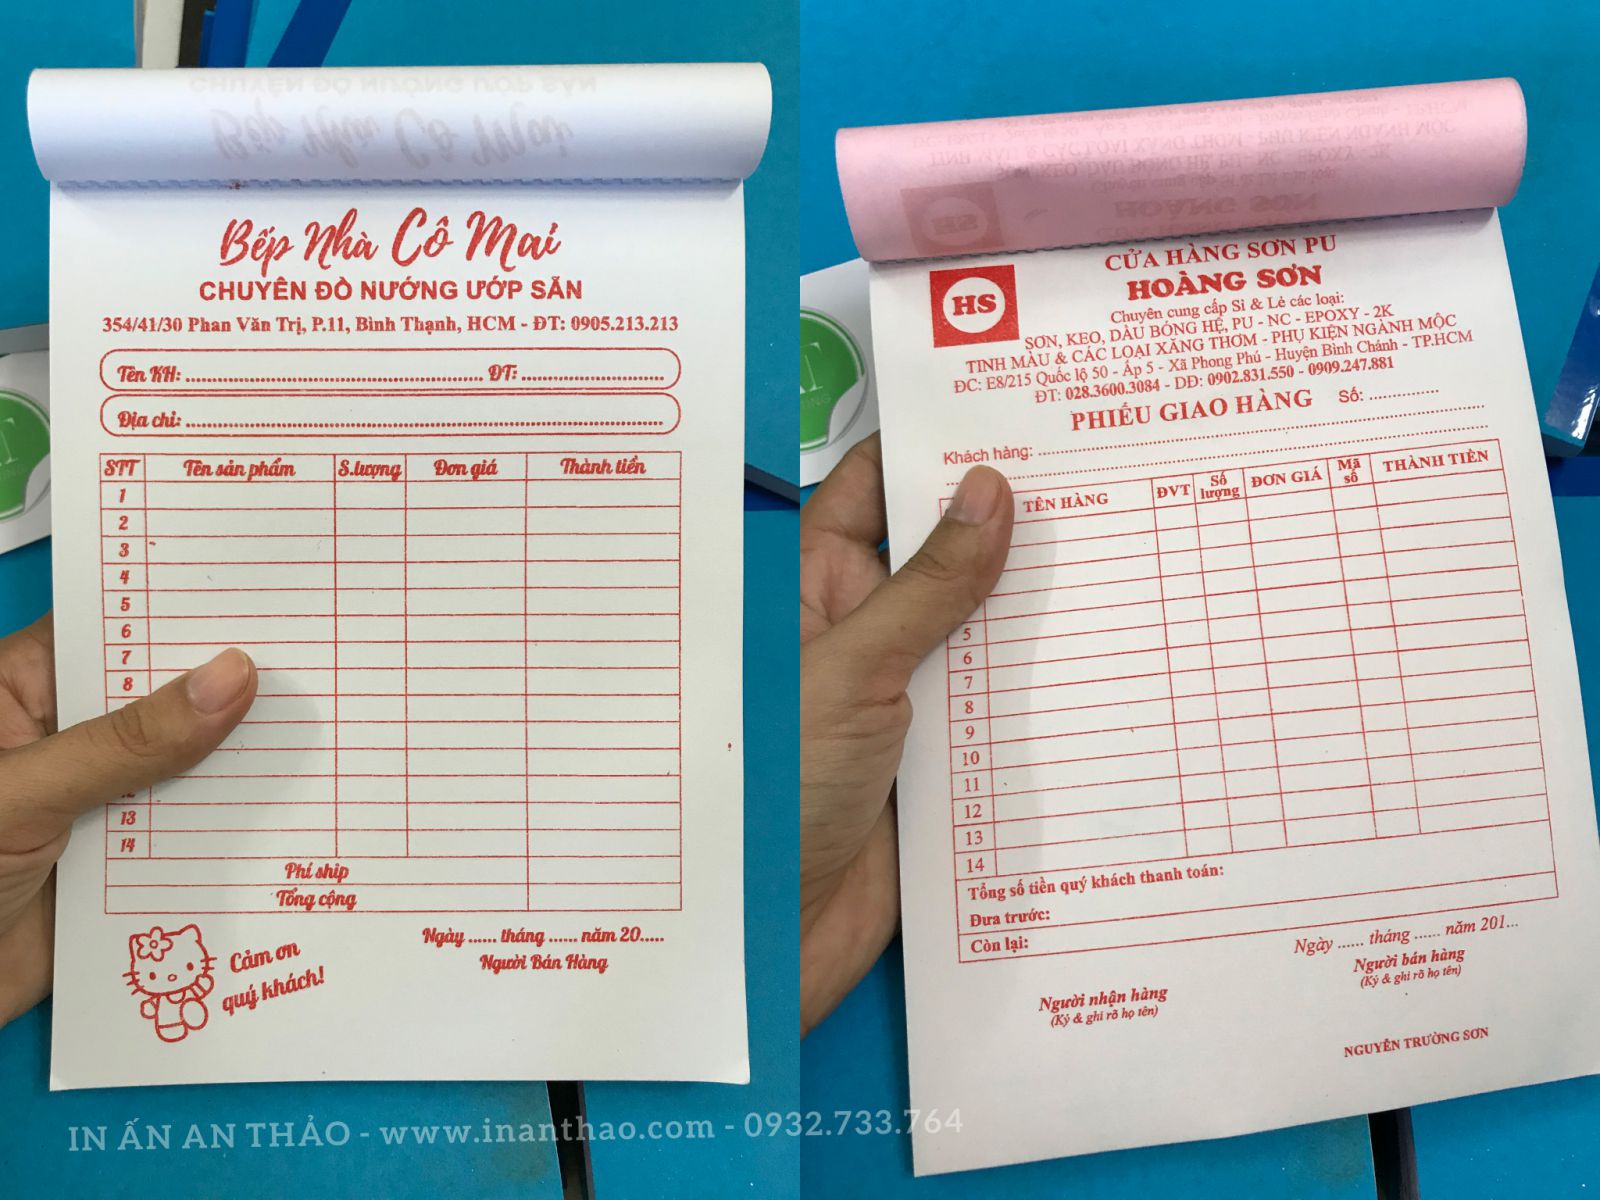 Bếp Nhà Cô Mai
CHUYÊN ĐỒ NƯỚNG ƯỚP SẴN
354/41/30 Phan Văn Trị, P.11, Bình Thạnh, HCM - ĐT: 0905.213.213
Tên KH: ........................................ ĐT: ....................
Địa chỉ: ........................................
STT Tên sản phẩm S.lượng Đơn giá Thành tiền
1
2
3
4
5
6
7
8
13
14
Phí ship
Tổng cộng
Ngày ...... tháng ...... năm 20.....
Người Bán Hàng
Cảm ơn
quý khách!
HS
CỬA HÀNG SƠN PU
HOÀNG SƠN
Chuyên cung cấp Sỉ & Lẻ các loại:
SƠN, KEO, DẦU BÓNG HỆ, PU - NC - EPOXY - 2K
TINH MÀU & CÁC LOẠI XĂNG THƠM - PHỤ KIỆN NGÀNH MỘC
ĐC: E8/215 Quốc lộ 50 - Ấp 5 - Xã Phong Phú - Huyện Bình Chánh - TP.HCM
ĐT: 028.3600.3084 - DĐ: 0902.831.550 - 0909.247.881
PHIẾU GIAO HÀNG Số: ...............
Khách hàng: ........................................
TÊN HÀNG ĐVT Số lượng ĐƠN GIÁ Mã số THÀNH TIỀN
5
6
7
8
9
10
11
12
13
14
Tổng số tiền quý khách thanh toán:
Đưa trước:
Còn lại:
Ngày ...... tháng ...... năm 201...
Người nhận hàng
(Ký & ghi rõ họ tên)
Người bán hàng
(Ký & ghi rõ họ tên)
NGUYỄN TRƯỜNG SƠN
IN ẤN AN THẢO - www.inanthao.com - 0932.733.764